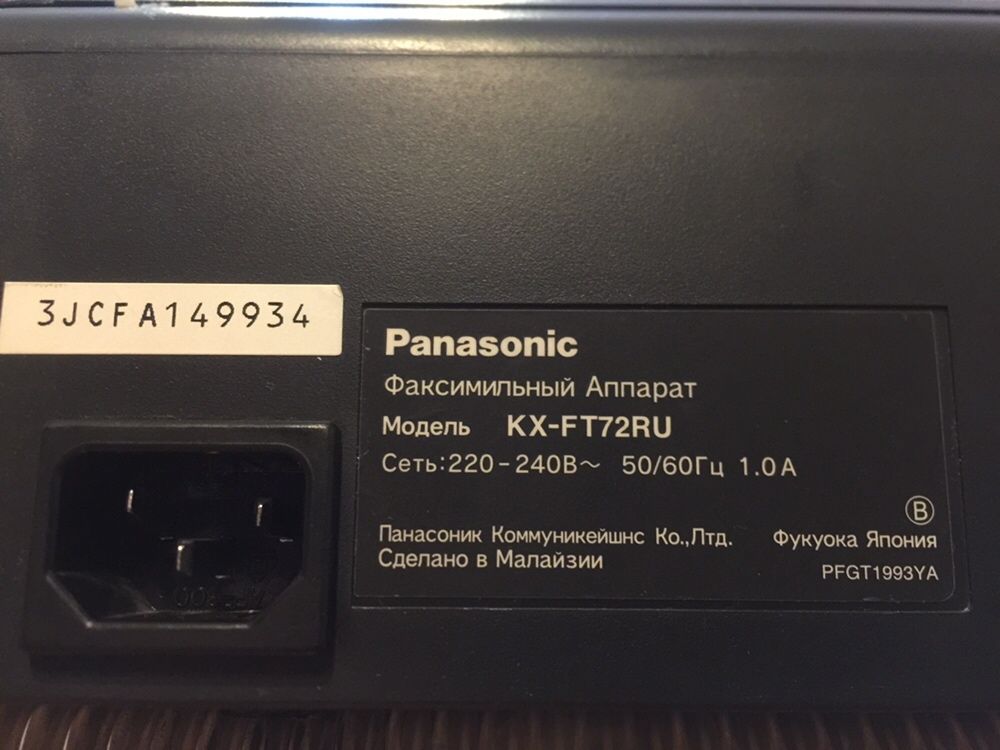 3JCFA149934
Panasonic
Факсимильный Аппарат
Модель KX-FT72RU
Сеть:220-240В~ 50/60Гц 1.0А
B
Панасоник Коммуникейшнс Ко.,Лтд. Фукуока Япония
Сделано в Малайзии
PFGT1993YA